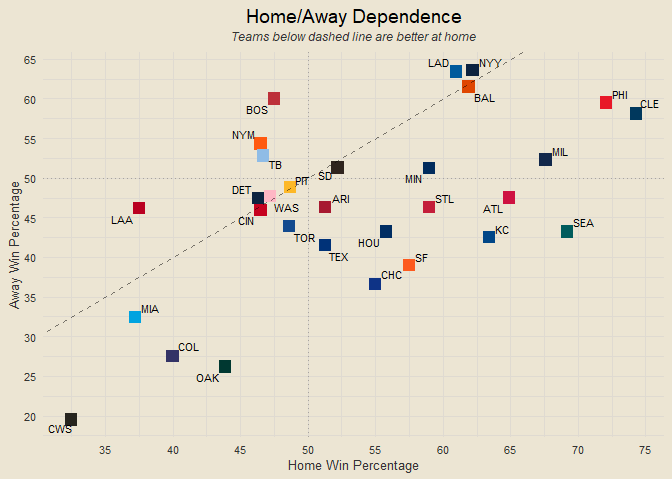 Home/Away Dependence
Teams below dashed line are better at home
65
60
55
50
45
40
35
30
25
20
Away Win Percentage
LAD
NYY
BAL
PHI
CLE
BOS
NYM
TB
MIL
SD
MIN
PIT
DET
WAS
CIN
LAA
ARI
STL
ATL
TOR
TEX
HOU
KC
SEA
SF
CHC
MIA
COL
OAK
CWS
35
40
45
50
55
60
65
70
75
Home Win Percentage